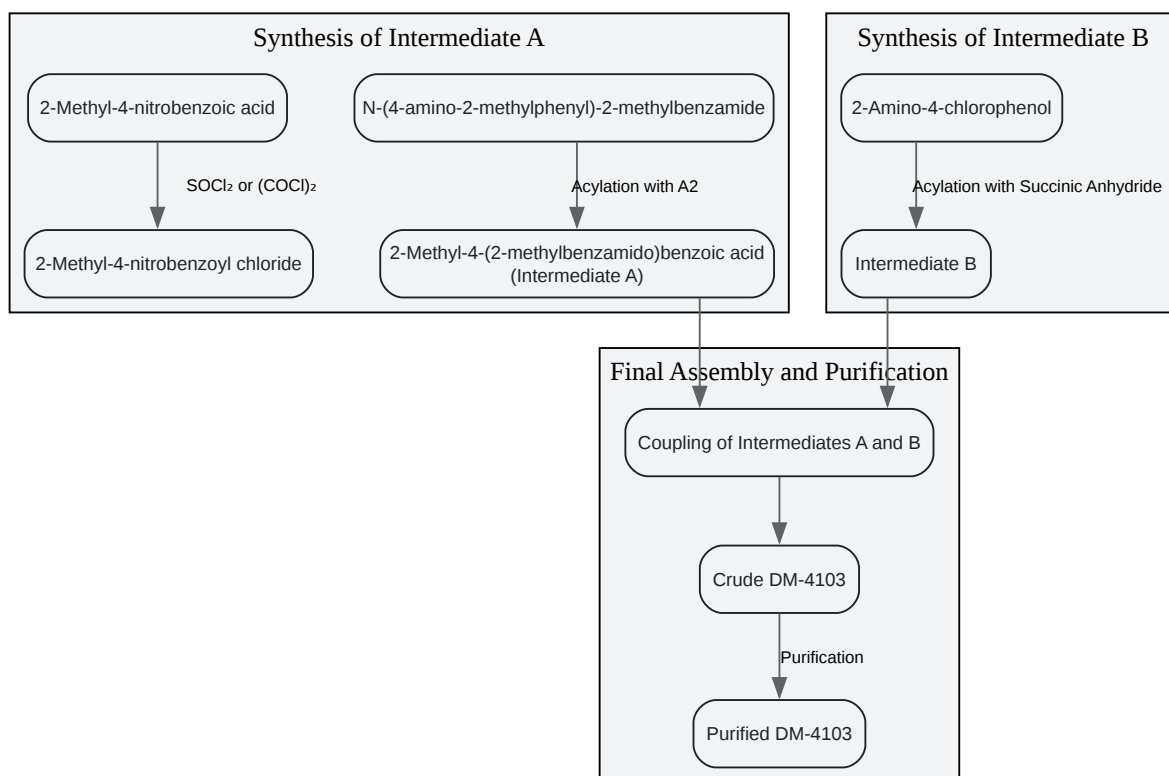 Synthesis of Intermediate A
2-Methyl-4-nitrobenzoic acid
N-(4-amino-2-methylphenyl)-2-methylbenzamide
SOCl₂ or (COCl)₂
Acylation with A2
2-Methyl-4-nitrobenzoyl chloride
2-Methyl-4-(2-methylbenzamido)benzoic acid
(Intermediate A)
Synthesis of Intermediate B
2-Amino-4-chlorophenol
Acylation with Succinic Anhydride
Intermediate B
Final Assembly and Purification
Coupling of Intermediates A and B
Crude DM-4103
Purification
Purified DM-4103